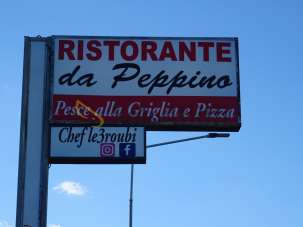 RISTORANTE
da Peppino
Pesce alla Griglia e Pizza
Chef le3roubi